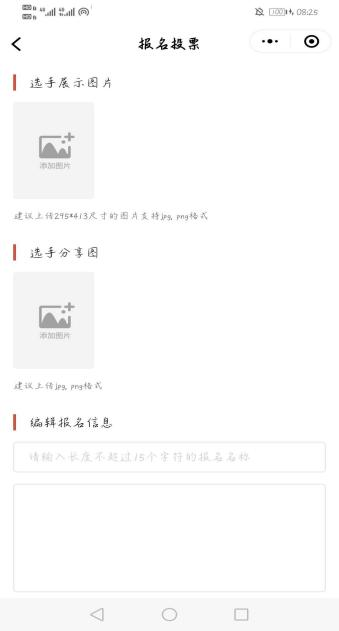 08:25
报名投票
选手展示图片
添加图片
建议上传295*413尺寸的图片支持jpg, png格式
选手分享图
添加图片
建议上传jpg, png格式
编辑报名信息
请输入长度不超过15个字符的报名名称